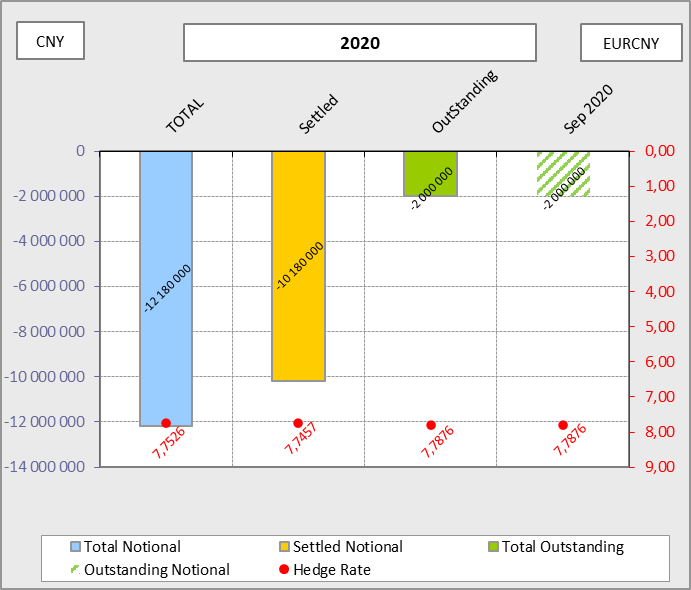 CNY
2020
EURCNY
TOTAL
Settled
OutStanding
Sep 2020
0
-2 000 000
-4 000 000
-6 000 000
-8 000 000
-10 000 000
-12 000 000
-14 000 000
-12 180 000
-10 180 000
-2 000 000
-2 000 000
7,7526
7,7457
7,7876
7,7876
0,00
1,00
2,00
3,00
4,00
5,00
6,00
7,00
8,00
9,00
Total Notional
Settled Notional
Total Outstanding
Outstanding Notional
Hedge Rate